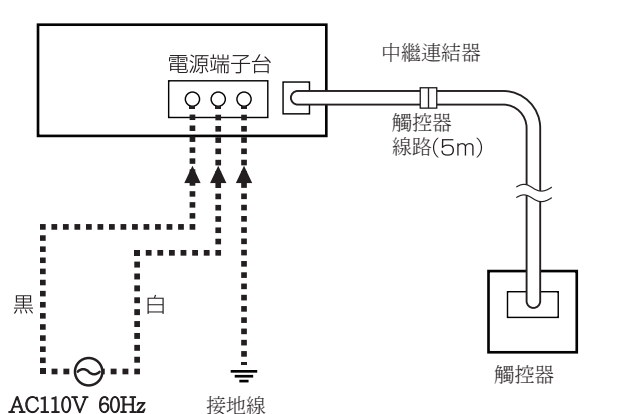 電源端子台
中繼連結器
觸控器
線路(5m)
黒
白
觸控器
AC110V 60Hz
接地線